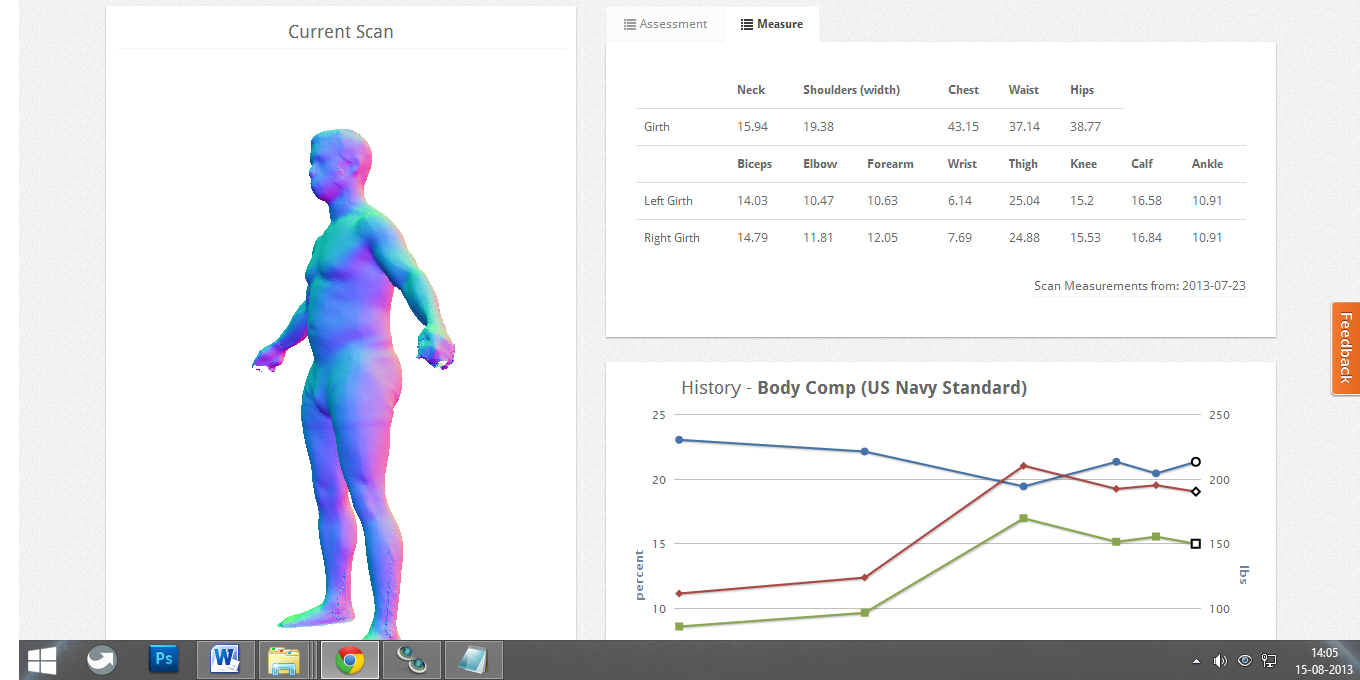 Current Scan
Assessment
Measure
Neck Shoulders (width) Chest Waist Hips
Girth 15.94 19.38 43.15 37.14 38.77
Biceps Elbow Forearm Wrist Thigh Knee Calf Ankle
Left Girth 14.03 10.47 10.63 6.14 25.04 15.2 16.58 10.91
Right Girth 14.79 11.81 12.05 7.69 24.88 15.53 16.84 10.91
Scan Measurements from: 2013-07-23
Feedback
History - Body Comp (US Navy Standard)
25 250
20 200
15 150
percent
lbs
10 100
Ps
W
14:05
15-08-2013